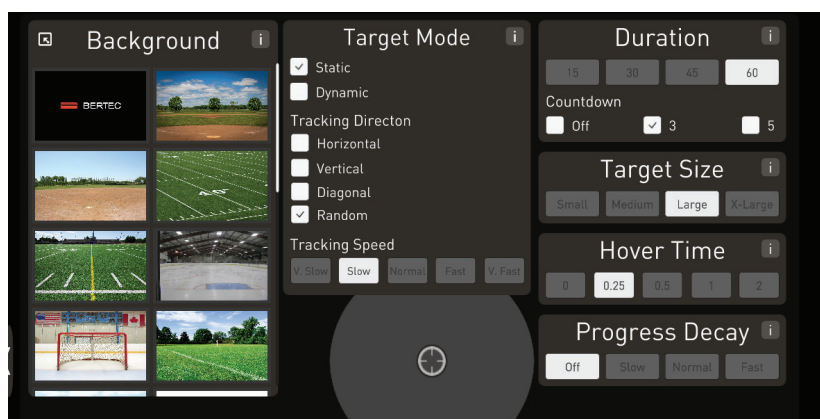 Background i
BERTEC
Target Mode i
Static
Dynamic
Tracking Directon
Horizontal
Vertical
Diagonal
Random
Tracking Speed
V. Slow Slow Normal Fast V. Fast
Duration i
15 30 45 60
Countdown
Off 3 5
Target Size i
Small Medium Large X-Large
Hover Time i
0 0.25 0.5 1 2
Progress Decay i
Off Slow Normal Fast